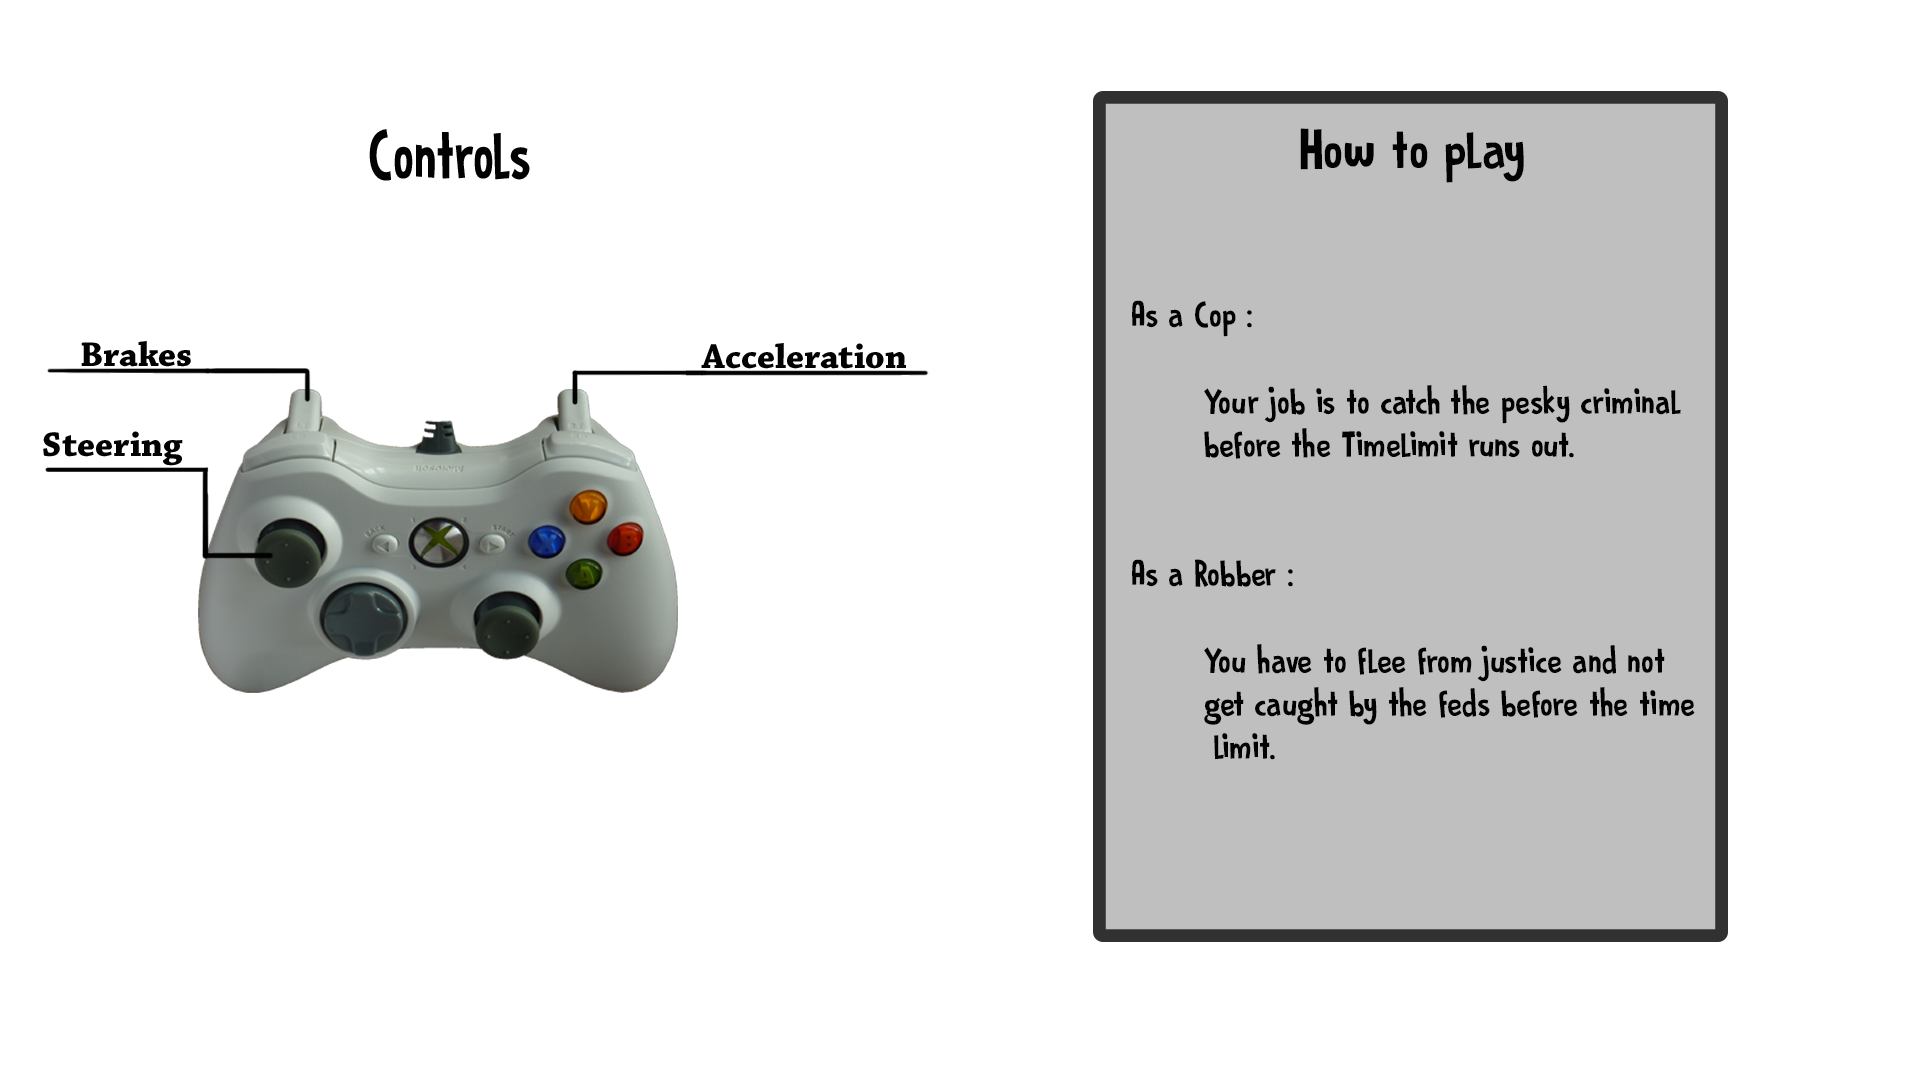 Controls
Brakes
Acceleration
Steering
BACK
START
Y
X
B
A
How to play
As a Cop :
Your job is to catch the pesky criminal
before the TimeLimit runs out.
As a Robber :
You have to flee from justice and not
get caught by the feds before the time
Limit.